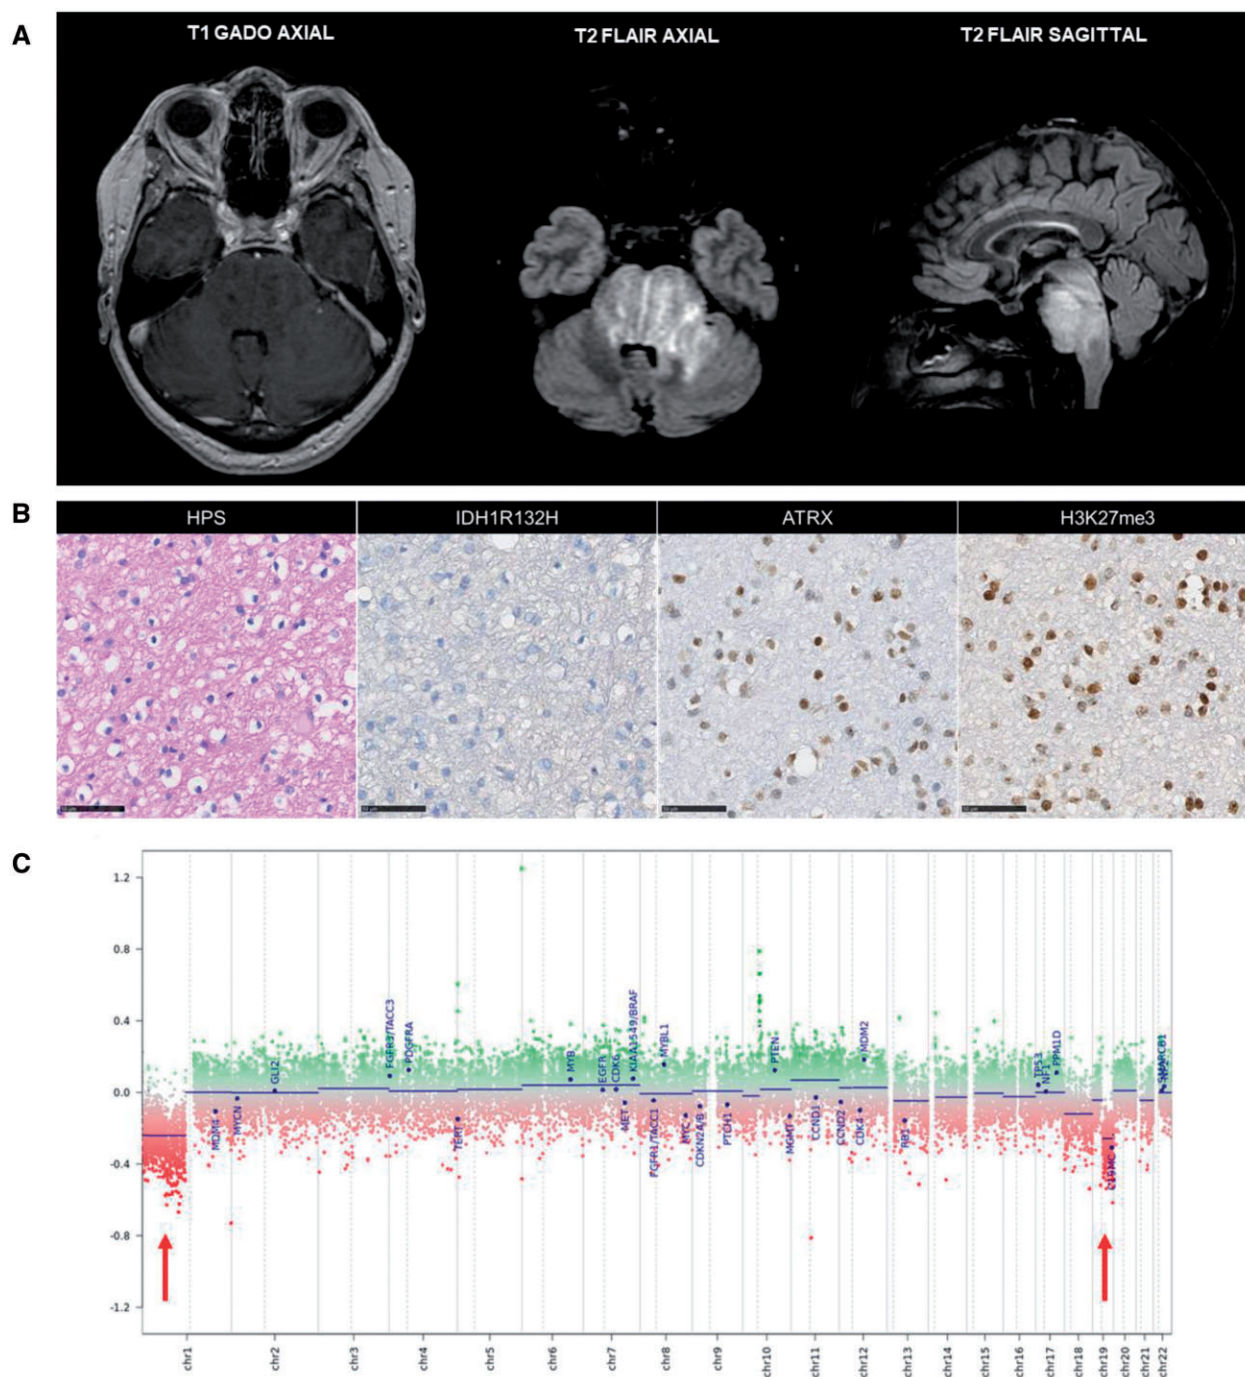 A
T1 GADO AXIAL
T2 FLAIR AXIAL
T2 FLAIR SAGITTAL
B
HPS
IDH1R132H
ATRX
H3K27me3
C
1.2
0.8
0.4
0.0
-0.4
-0.8
-1.2
MDM4
MYCN
GLI2
FGFR3/TACC3
PDGFRA
TERT
MYB
EGFR
CDK6
MET
KIAA1549/BRAF
FGFR1/TACC1
MYBL1
MYC
CDKN2A/B
PTCH1
PTEN
MGMT
CCND1
CCND2
CDK4
MDM2
RB1
TP53
NF1
PPM1D
C19MC
SMARCB1
chr1
chr2
chr3
chr4
chr5
chr6
chr7
chr8
chr9
chr10
chr11
chr12
chr13
chr14
chr15
chr16
chr17
chr18
chr19
chr20
chr21
chr22